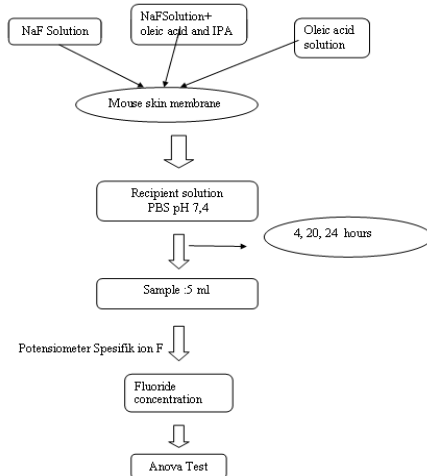 NaF Solution
NaFSolution+
oleic acid and IPA
Oleic acid
solution
Mouse skin membrane
Recipient solution
PBS pH 7,4
4, 20, 24 hours
Sample :5 ml
Potensiometer Spesifik ion F
Fluoride
concentration
Anova Test